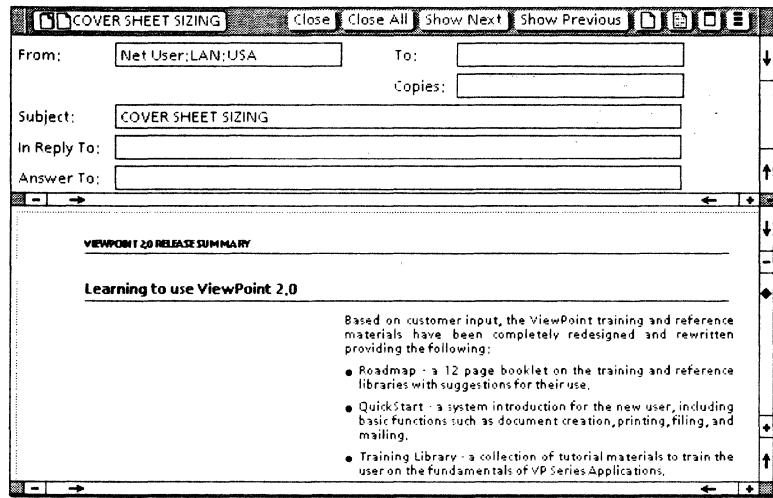 COVER SHEET SIZING Close Close All Show Next Show Previous
From: Net User:LAN:USA To:
Copies:
Subject: COVER SHEET SIZING
In Reply To:
Answer To:
VIEWPOINT 2.0 RELEASE SUMMARY
Learning to use ViewPoint 2.0
Based on customer input, the ViewPoint training and reference
materials have been completely redesigned and rewritten
providing the following:
● Roadmap - a 12 page booklet on the training and reference
libraries with suggestions for their use.
● QuickStart - a system introduction for the new user, including
basic functions such as document creation, printing, filing, and
mailing.
● Training Library - a collection of tutorial materials to train the
user on the fundamentals of VP Series Applications.